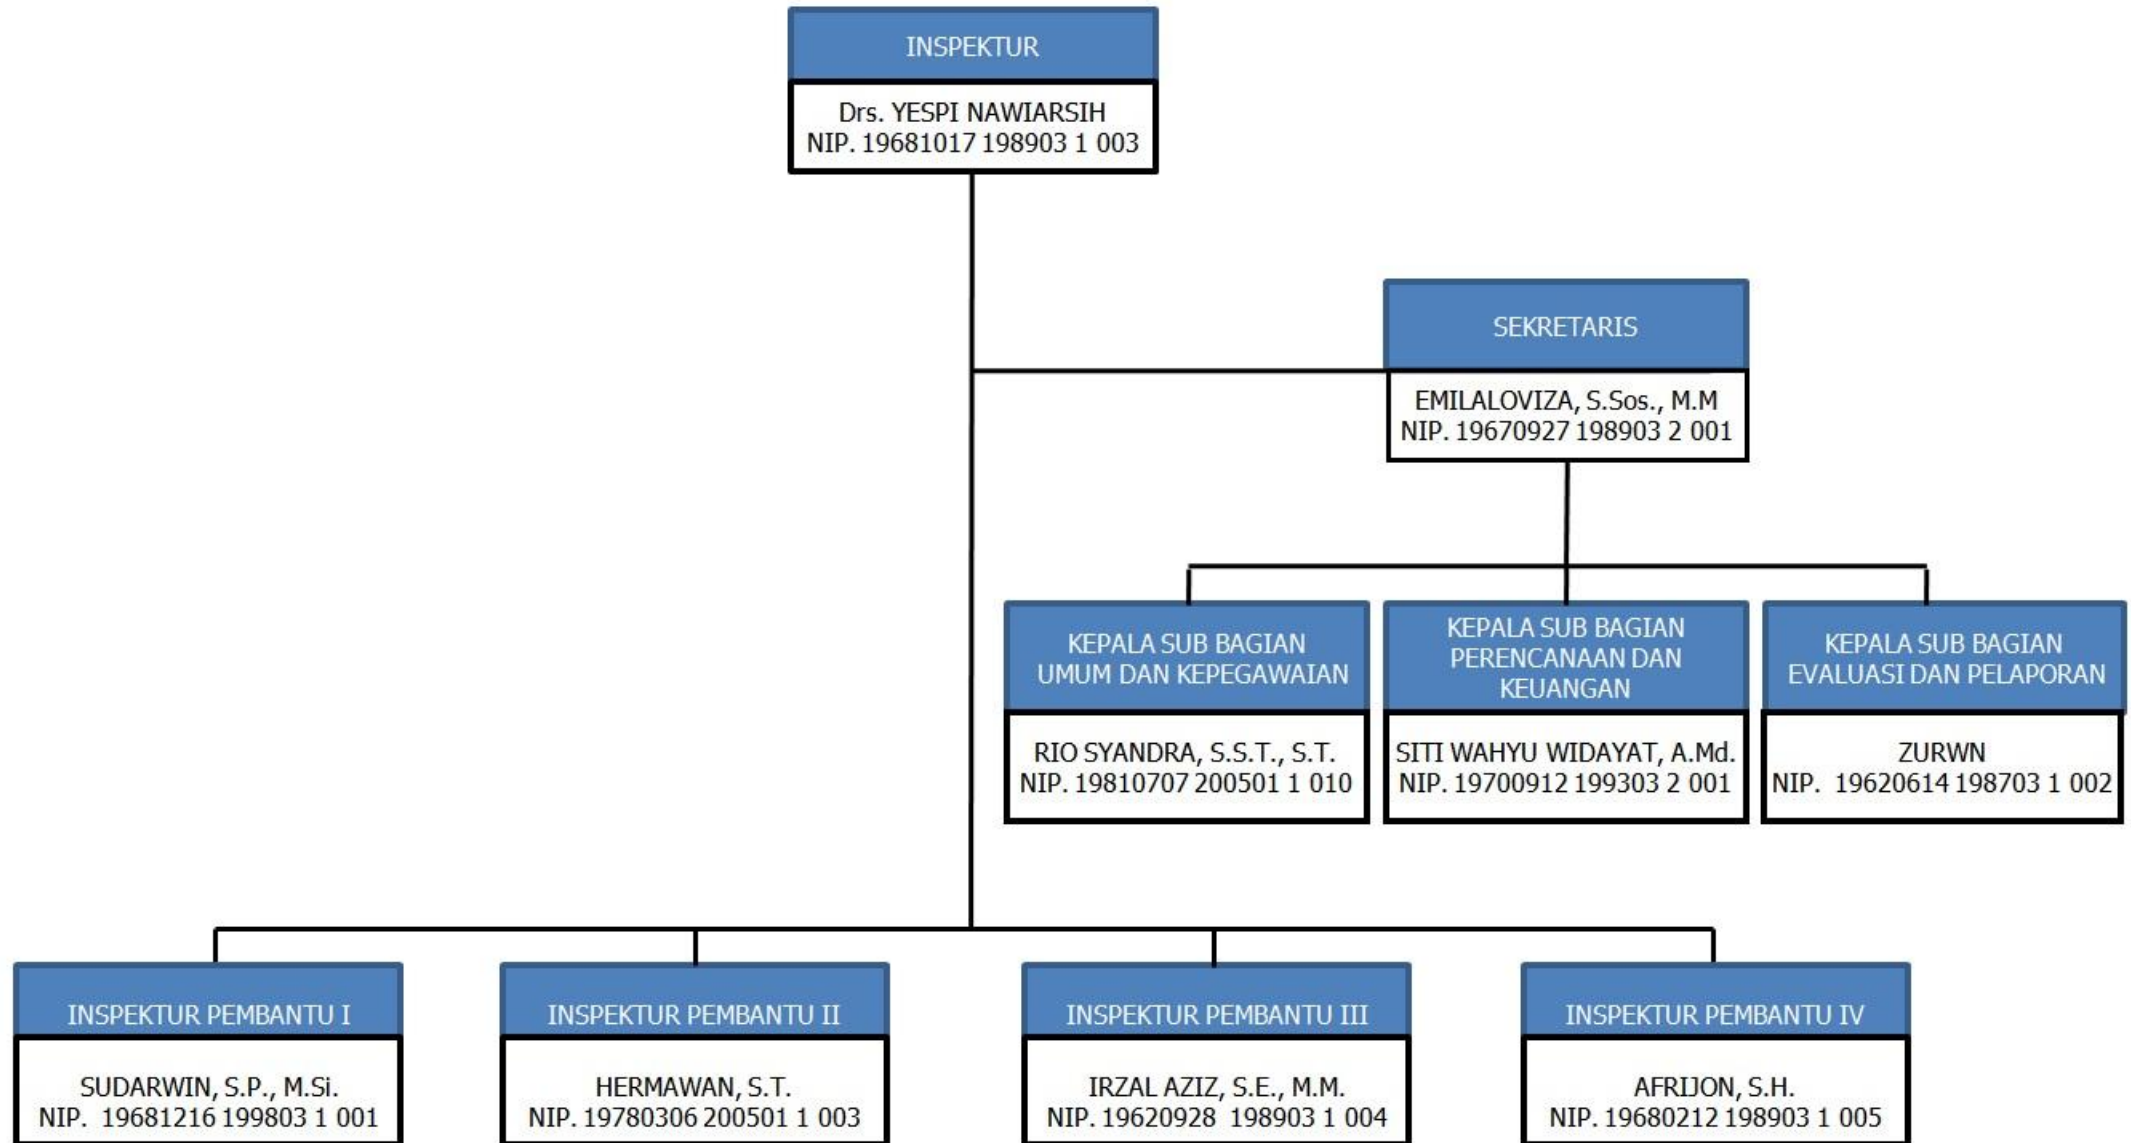 INSPEKTUR
Drs. YESPI NAWIARSIH
NIP. 19681017 198903 1 003
SEKRETARIS
EMILALOVIZA, S.Sos., M.M
NIP. 19670927 198903 2 001
KEPALA SUB BAGIAN
UMUM DAN KEPEGAWAIAN
RIO SYANDRA, S.S.T., S.T.
NIP. 19810707 200501 1 010
KEPALA SUB BAGIAN
PERENCANAAN DAN
KEUANGAN
SITI WAHYU WIDAYAT, A.Md.
NIP. 19700912 199303 2 001
KEPALA SUB BAGIAN
EVALUASI DAN PELAPORAN
ZURWN
NIP. 19620614 198703 1 002
INSPEKTUR PEMBANTU I
SUDARWIN, S.P., M.Si.
NIP. 19681216 199803 1 001
INSPEKTUR PEMBANTU II
HERMAWAN, S.T.
NIP. 19780306 200501 1 003
INSPEKTUR PEMBANTU III
IRZAL AZIZ, S.E., M.M.
NIP. 19620928 198903 1 004
INSPEKTUR PEMBANTU IV
AFRIJON, S.H.
NIP. 19680212 198903 1 005